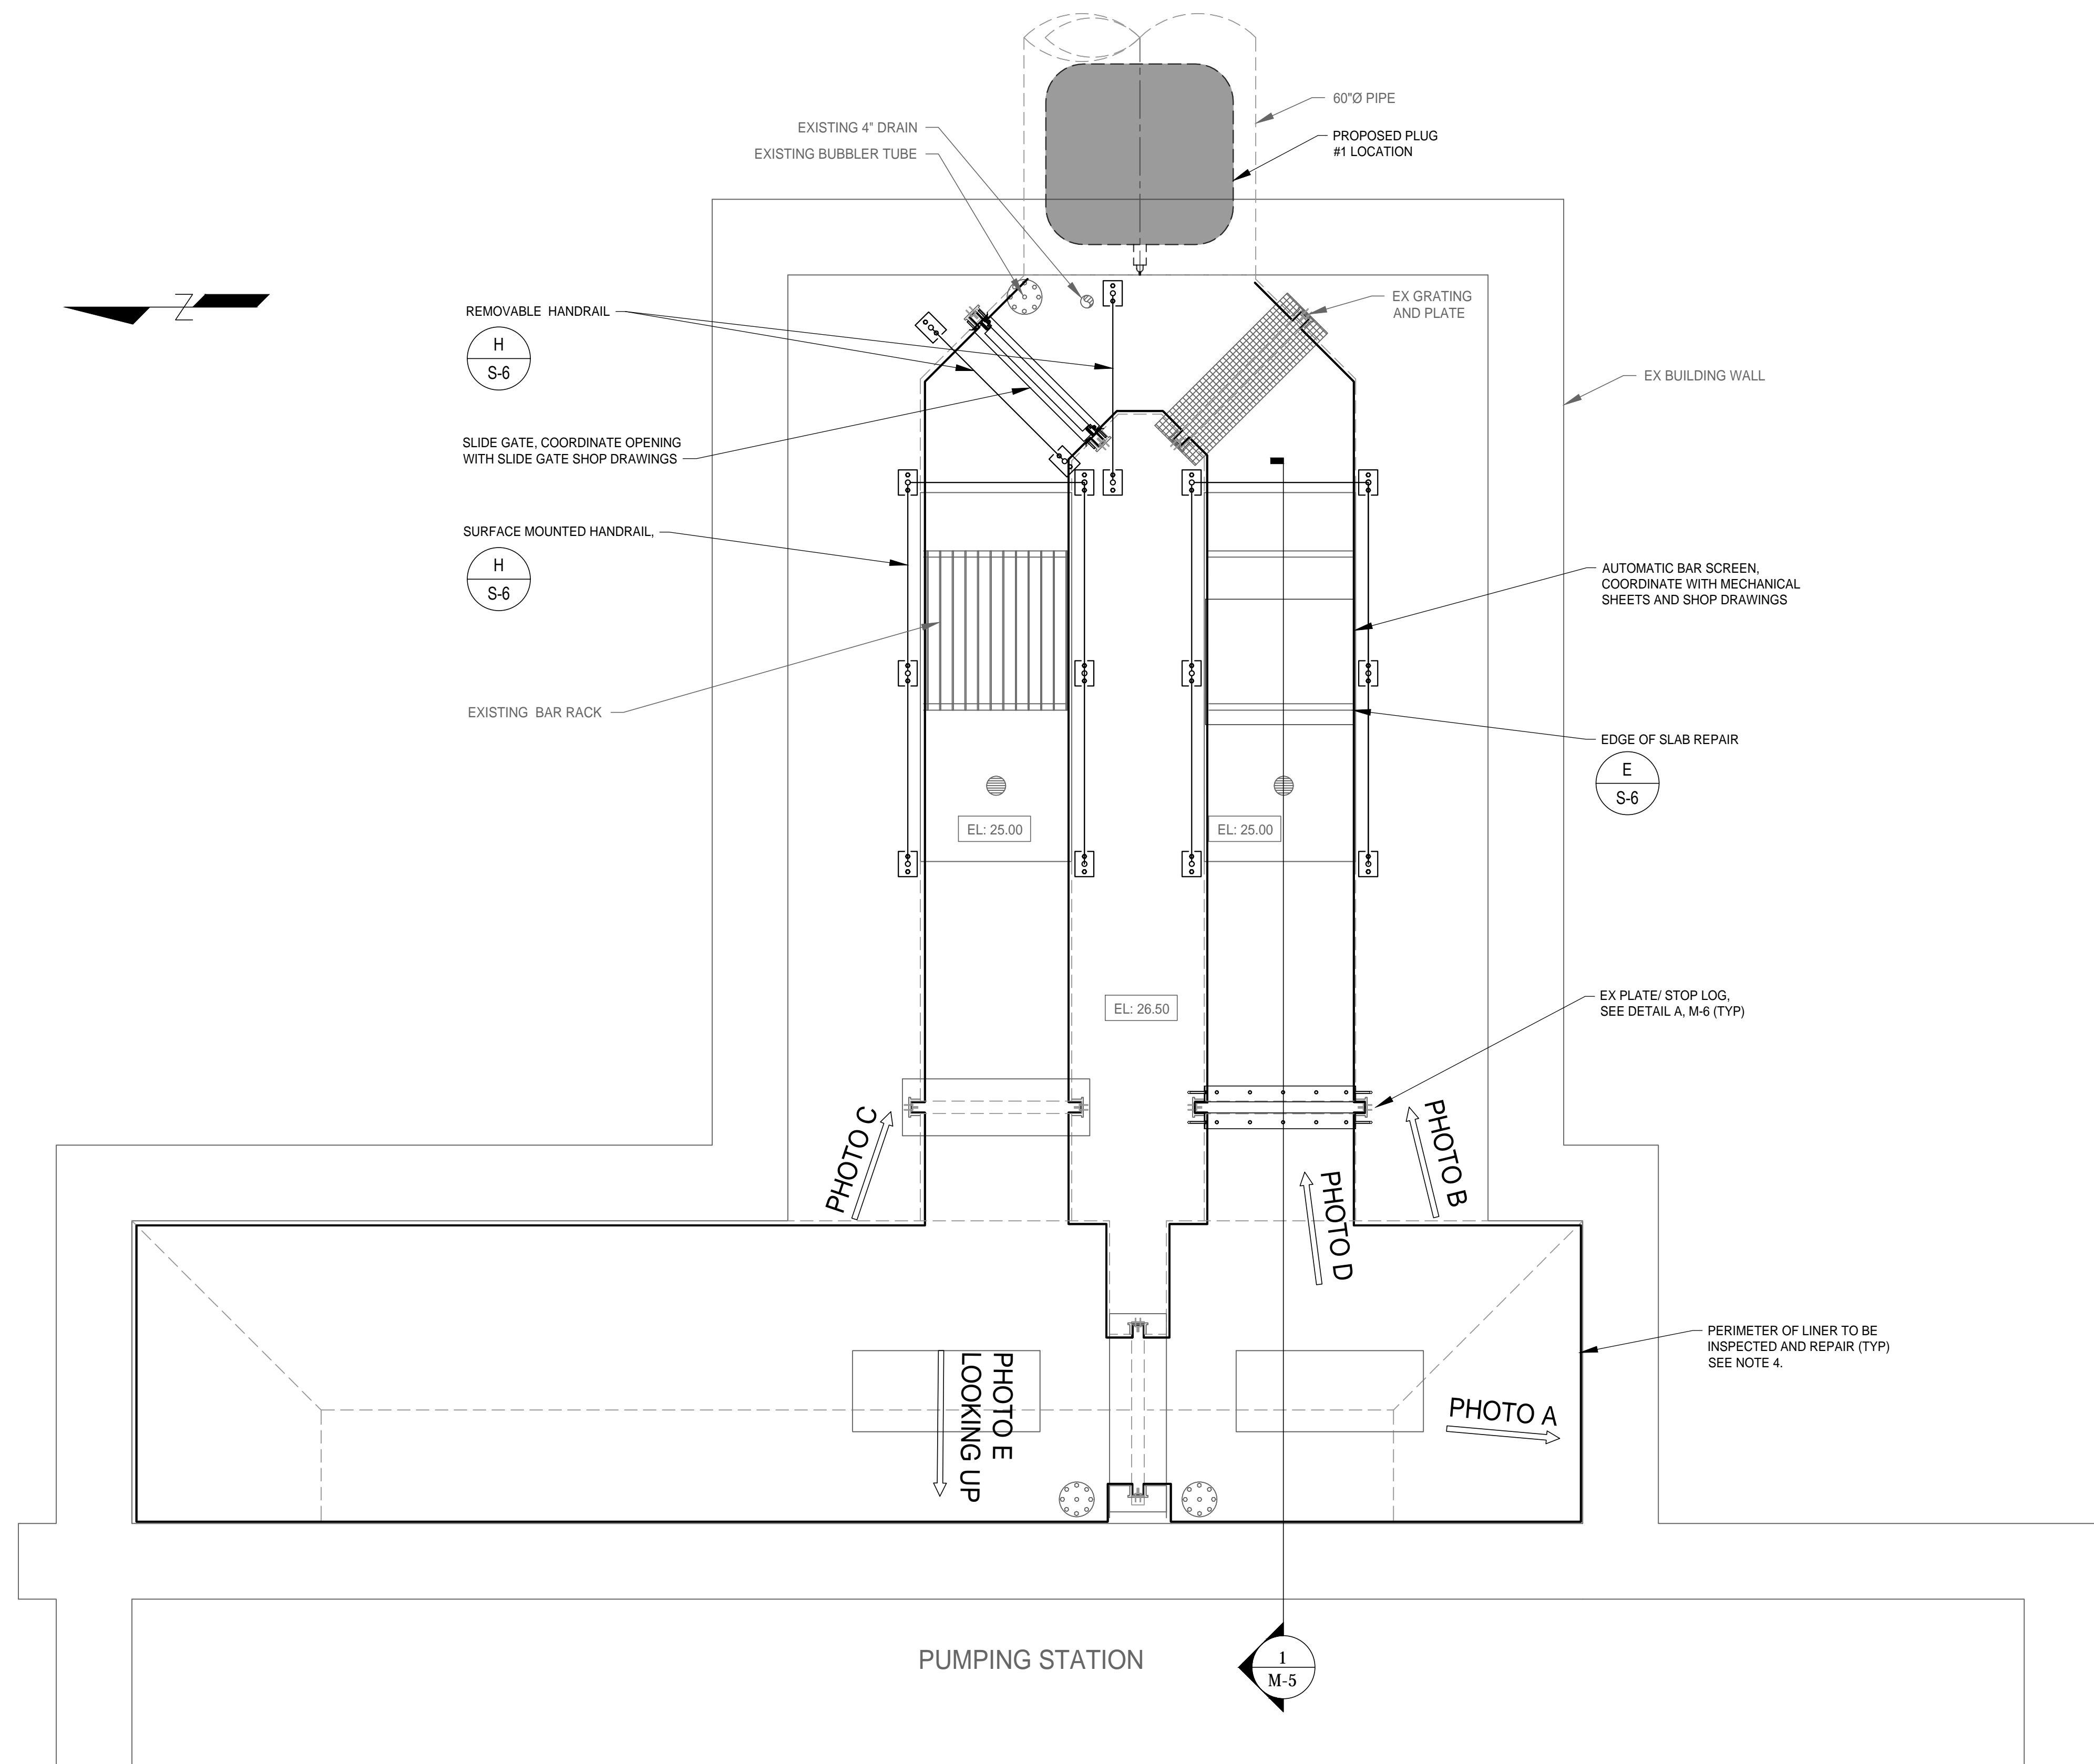 60"Ø PIPE
EXISTING 4" DRAIN
PROPOSED PLUG
#1 LOCATION
EXISTING BUBBLER TUBE
Z
REMOVABLE HANDRAIL
H
S-6
EX GRATING
AND PLATE
EX BUILDING WALL
SLIDE GATE, COORDINATE OPENING
WITH SLIDE GATE SHOP DRAWINGS
SURFACE MOUNTED HANDRAIL,
H
S-6
AUTOMATIC BAR SCREEN,
COORDINATE WITH MECHANICAL
SHEETS AND SHOP DRAWINGS
EXISTING BAR RACK
EDGE OF SLAB REPAIR
E
S-6
EL: 25.00
EL: 25.00
EL: 26.50
EX PLATE/ STOP LOG,
SEE DETAIL A, M-6 (TYP)
PHOTO C
PHOTO B
PHOTO D
PERIMETER OF LINER TO BE
INSPECTED AND REPAIR (TYP)
SEE NOTE 4.
PHOTO E
LOOKING UP
PHOTO A
PUMPING STATION
1
M-5